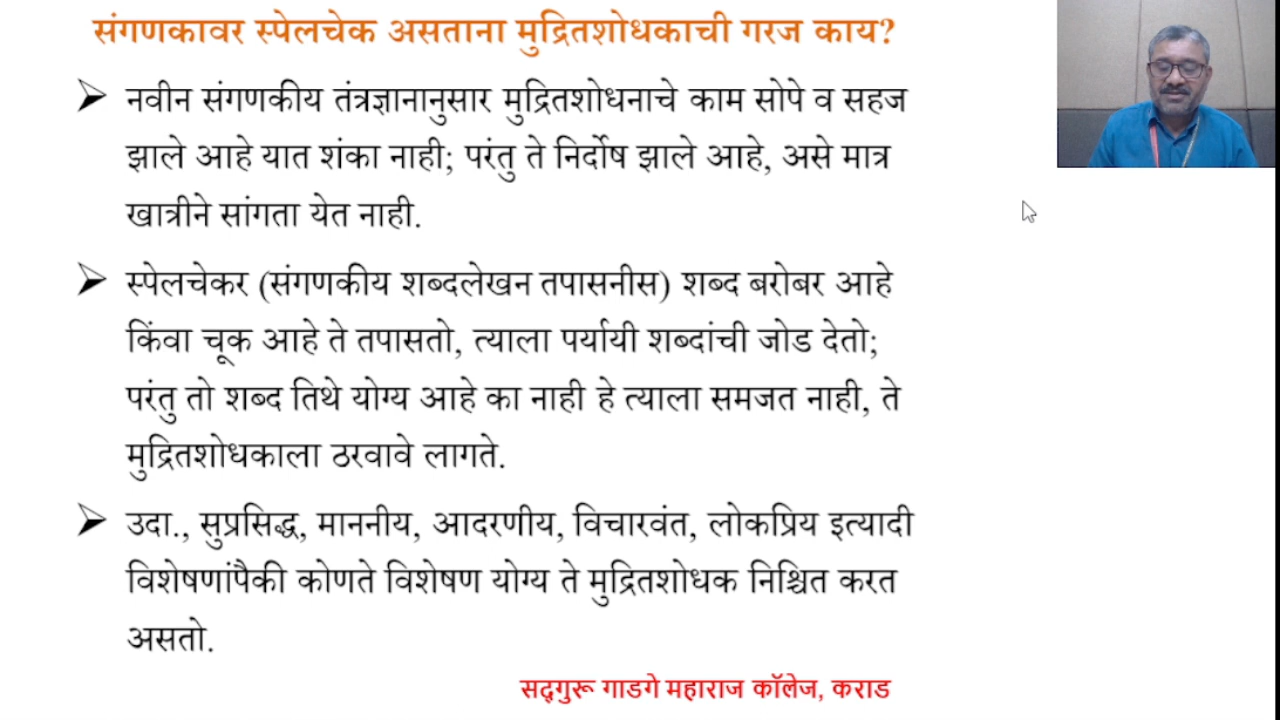 संगणकावर स्पेलचेक असताना मुद्रितशोधकाची गरज काय?
नवीन संगणकीय तंत्रज्ञानानुसार मुद्रितशोधनाचे काम सोपे व सहज
झाले आहे यात शंका नाही; परंतु ते निर्दोष झाले आहे, असे मात्र
खात्रीने सांगता येत नाही.
स्पेलचेकर (संगणकीय शब्दलेखन तपासनीस) शब्द बरोबर आहे
किंवा चूक आहे ते तपासतो, त्याला पर्यायी शब्दांची जोड देतो;
परंतु तो शब्द तिथे योग्य आहे का नाही हे त्याला समजत नाही, ते
मुद्रितशोधकाला ठरवावे लागते.
उदा., सुप्रसिद्ध, माननीय, आदरणीय, विचारवंत, लोकप्रिय इत्यादी
विशेषणांपैकी कोणते विशेषण योग्य ते मुद्रितशोधक निश्चित करत
असतो.
सद्‌गुरू गाडगे महाराज कॉलेज, कराड